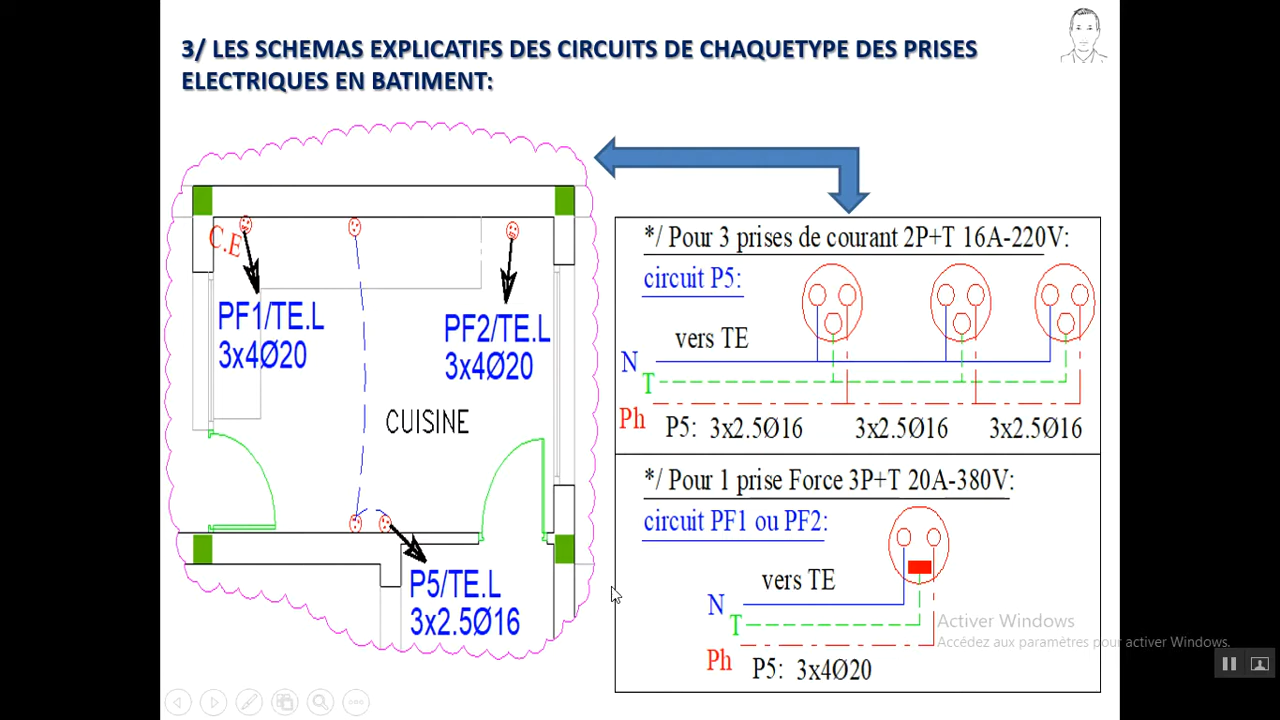 3/ LES SCHEMAS EXPLICATIFS DES CIRCUITS DE CHAQUETYPE DES PRISES
ELECTRIQUES EN BATIMENT:
C.E
PF1/TE.L
3x4Ø20
PF2/TE.L
3x4Ø20
CUISINE
P5/TE.L
3x2.5Ø16
*/ Pour 3 prises de courant 2P+T 16A-220V:
circuit P5:
vers TE
N
T
Ph
P5: 3x2.5Ø16 3x2.5Ø16 3x2.5Ø16
*/ Pour 1 prise Force 3P+T 20A-380V:
circuit PF1 ou PF2:
vers TE
N
T
Ph
P5: 3x4Ø20
Activer Windows
Accédez aux paramètres pour activer Windows.